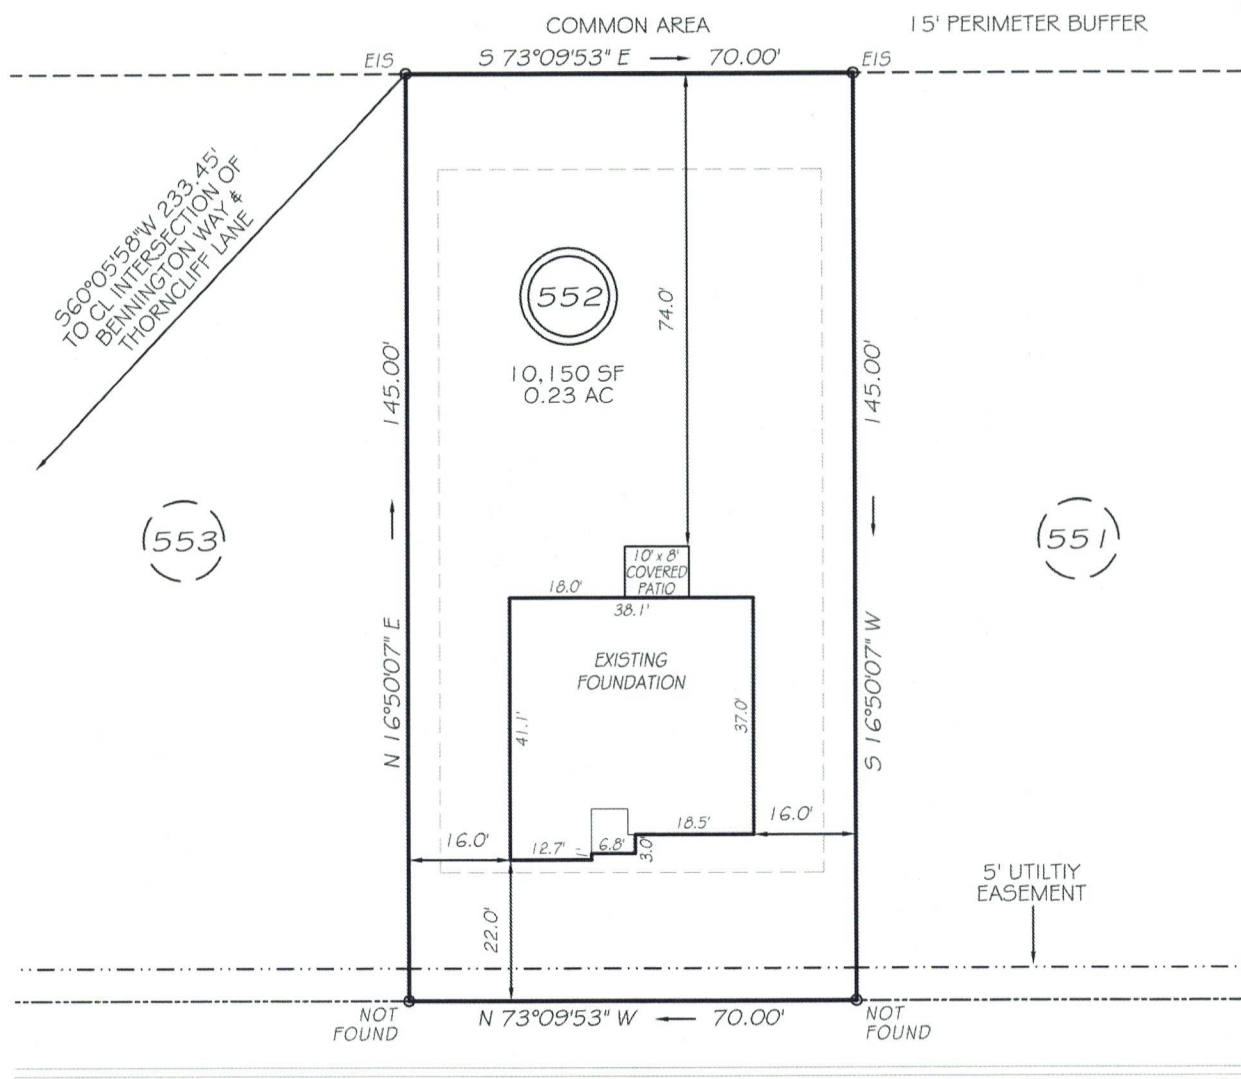 COMMON AREA
15' PERIMETER BUFFER
EIS
S 73°09'53" E
70.00'
EIS
S60°05'58"W 233.45'
TO CL INTERSECTION OF
BENNINGTON WAY &
THORNCLIFF LANE
552
10,150 SF
0.23 AC
74.0'
145.00'
145.00'
553
551
10' x 8'
COVERED
PATIO
18.0'
38.1'
EXISTING
FOUNDATION
N 16°50'07" E
S 16°50'07" W
41.1'
37.0'
16.0'
12.7'
6.8'
3.0'
18.5'
16.0'
22.0'
5' UTILTIY
EASEMENT
NOT
FOUND
N 73°09'53" W
70.00'
NOT
FOUND